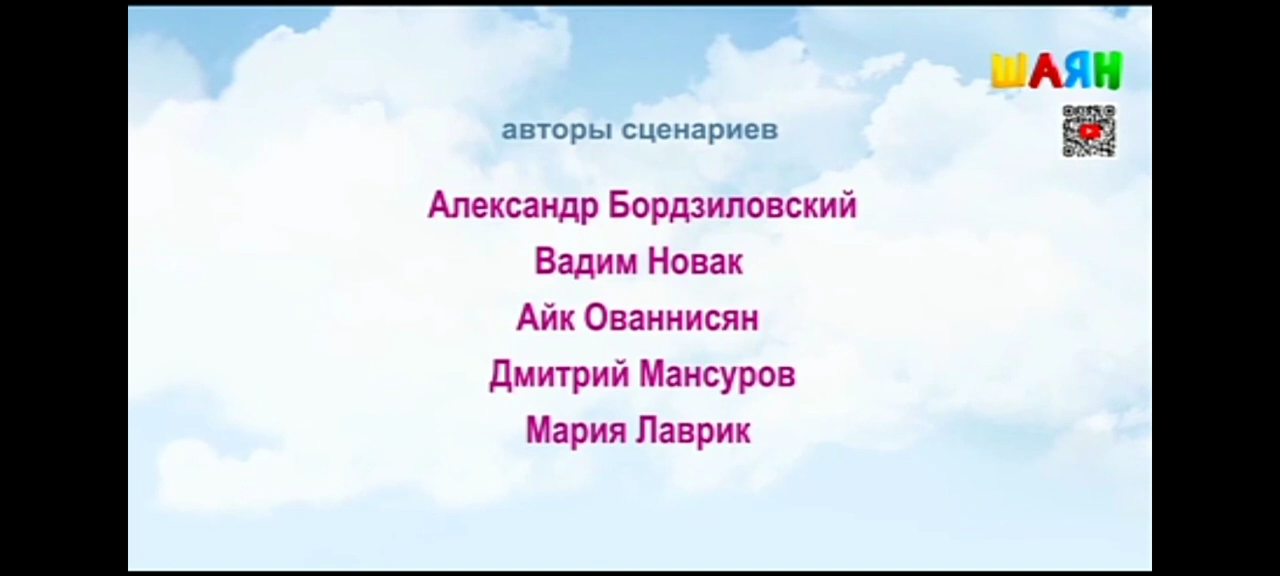 ШАЯН
авторы сценариев
Александр Бордзиловский
Вадим Новак
Айк Ованнисян
Дмитрий Мансуров
Мария Лаврик